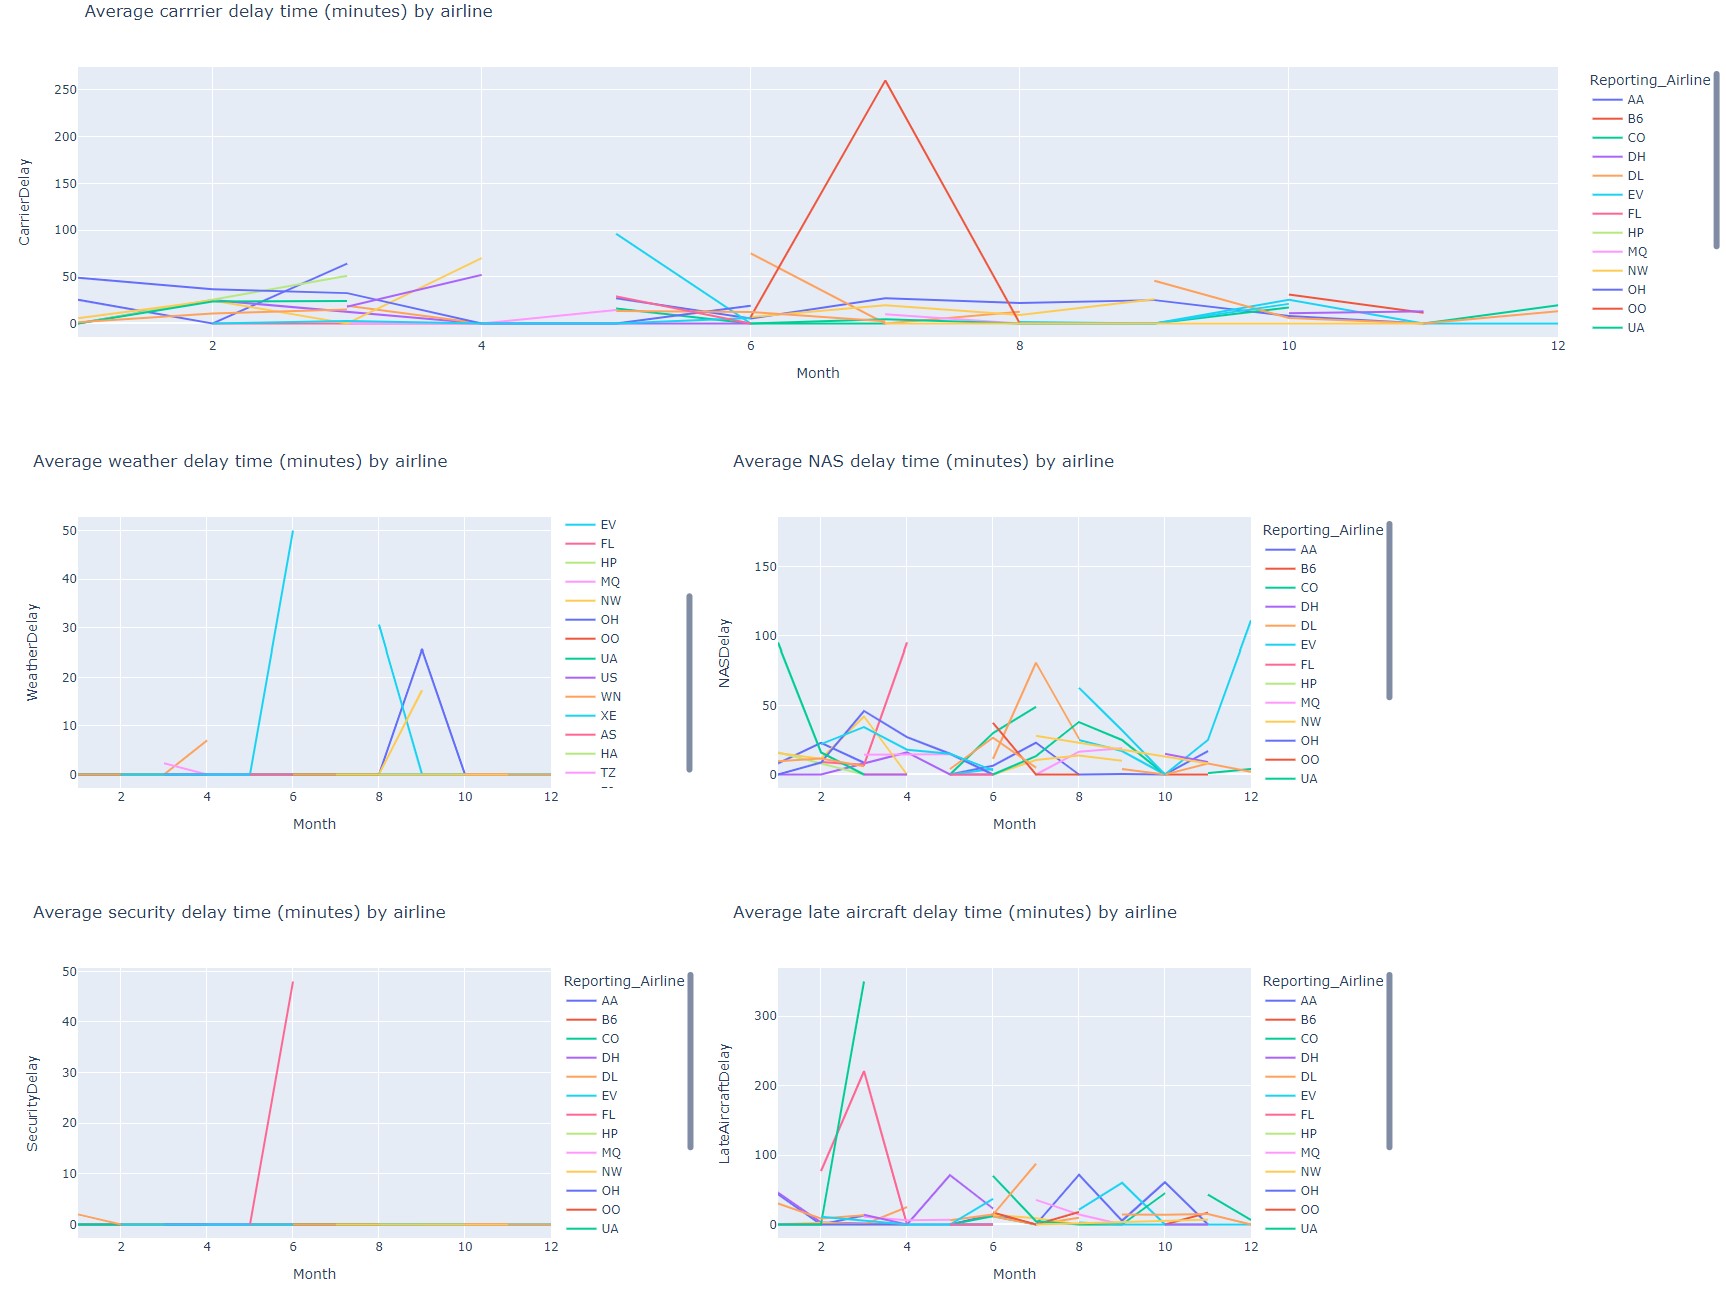 Average carrrier delay time (minutes) by airline
250
200
150
100
50
0
CarrierDelay
2
4
6
8
10
12
Month
Reporting_Airline
AA
B6
CO
DH
DL
EV
FL
HP
MQ
NW
OH
OO
UA
Average weather delay time (minutes) by airline
50
40
30
20
10
0
WeatherDelay
2
4
6
8
10
12
Month
EV
FL
HP
MQ
NW
OH
OO
UA
US
WN
XE
AS
HA
TZ
Average NAS delay time (minutes) by airline
150
100
50
0
NASDelay
2
4
6
8
10
12
Month
Reporting_Airline
AA
B6
CO
DH
DL
EV
FL
HP
MQ
NW
OH
OO
UA
Average security delay time (minutes) by airline
50
40
30
20
10
0
SecurityDelay
2
4
6
8
10
12
Month
Reporting_Airline
AA
B6
CO
DH
DL
EV
FL
HP
MQ
NW
OH
OO
UA
Average late aircraft delay time (minutes) by airline
300
200
100
0
LateAircraftDelay
2
4
6
8
10
12
Month
Reporting_Airline
AA
B6
CO
DH
DL
EV
FL
HP
MQ
NW
OH
OO
UA